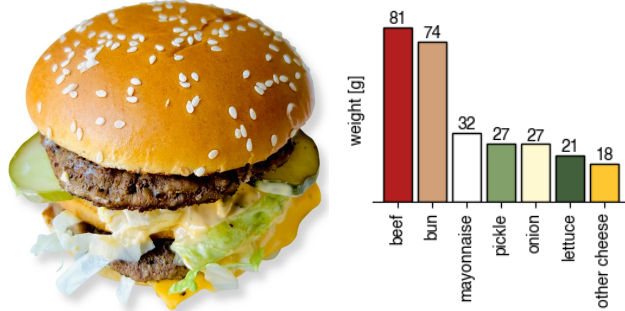 81
74
32
27
27
21
18
weight [g]
beef
bun
mayonnaise
pickle
onion
lettuce
other cheese